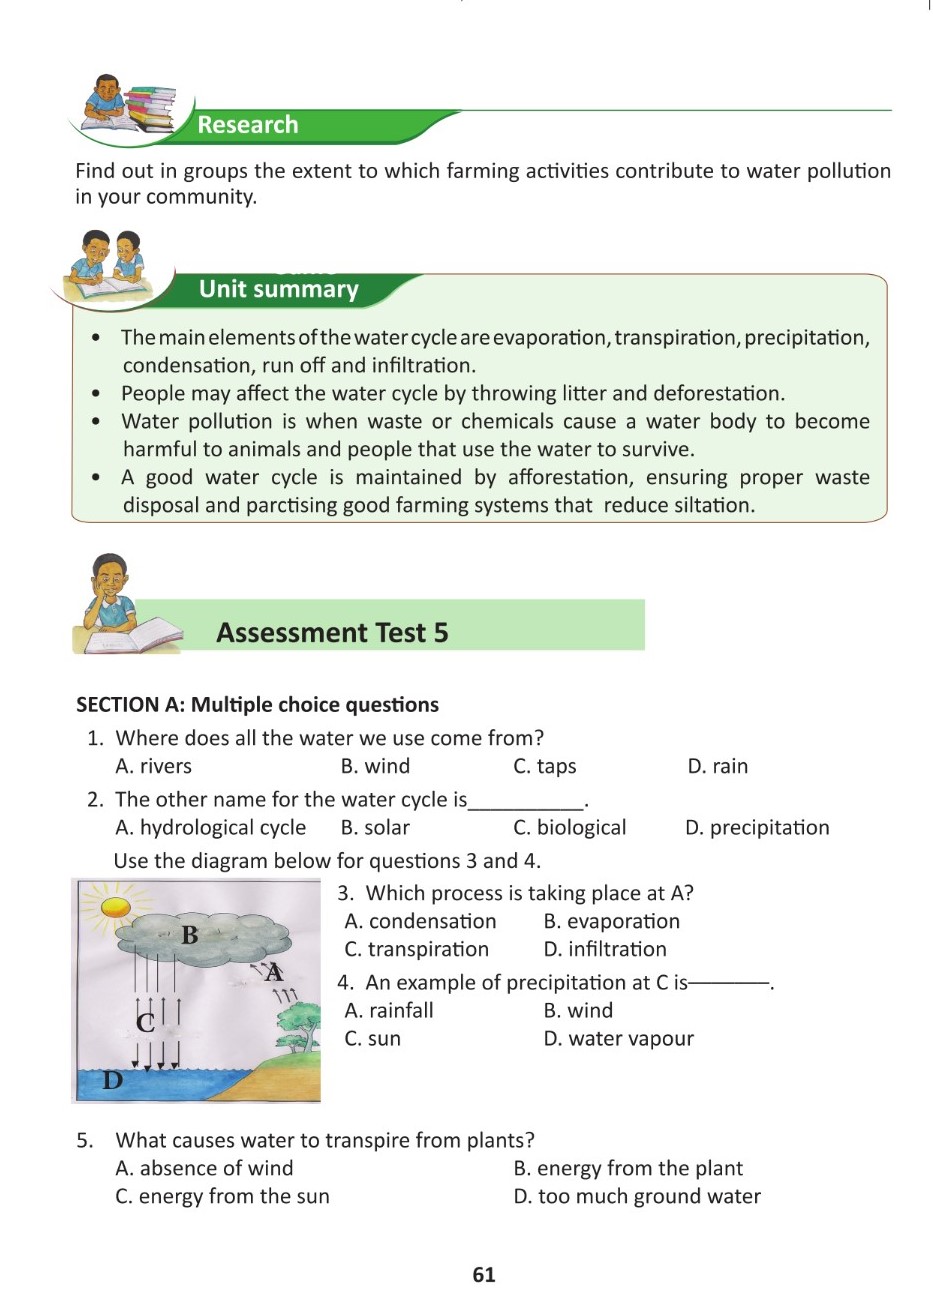 Research
Find out in groups the extent to which farming activities contribute to water pollution
in your community.
Unit summary
• The main elements of the water cycle are evaporation, transpiration, precipitation,
condensation, run off and infiltration.
• People may affect the water cycle by throwing litter and deforestation.
• Water pollution is when waste or chemicals cause a water body to become
harmful to animals and people that use the water to survive.
• A good water cycle is maintained by afforestation, ensuring proper waste
disposal and parctising good farming systems that reduce siltation.
Assessment Test 5
SECTION A: Multiple choice questions
1. Where does all the water we use come from?
A. rivers B. wind C. taps D. rain
2. The other name for the water cycle is__________.
A. hydrological cycle B. solar C. biological D. precipitation
Use the diagram below for questions 3 and 4.
B
A
C
D
3. Which process is taking place at A?
A. condensation B. evaporation
C. transpiration D. infiltration
4. An example of precipitation at C is———.
A. rainfall B. wind
C. sun D. water vapour
5. What causes water to transpire from plants?
A. absence of wind B. energy from the plant
C. energy from the sun D. too much ground water
61